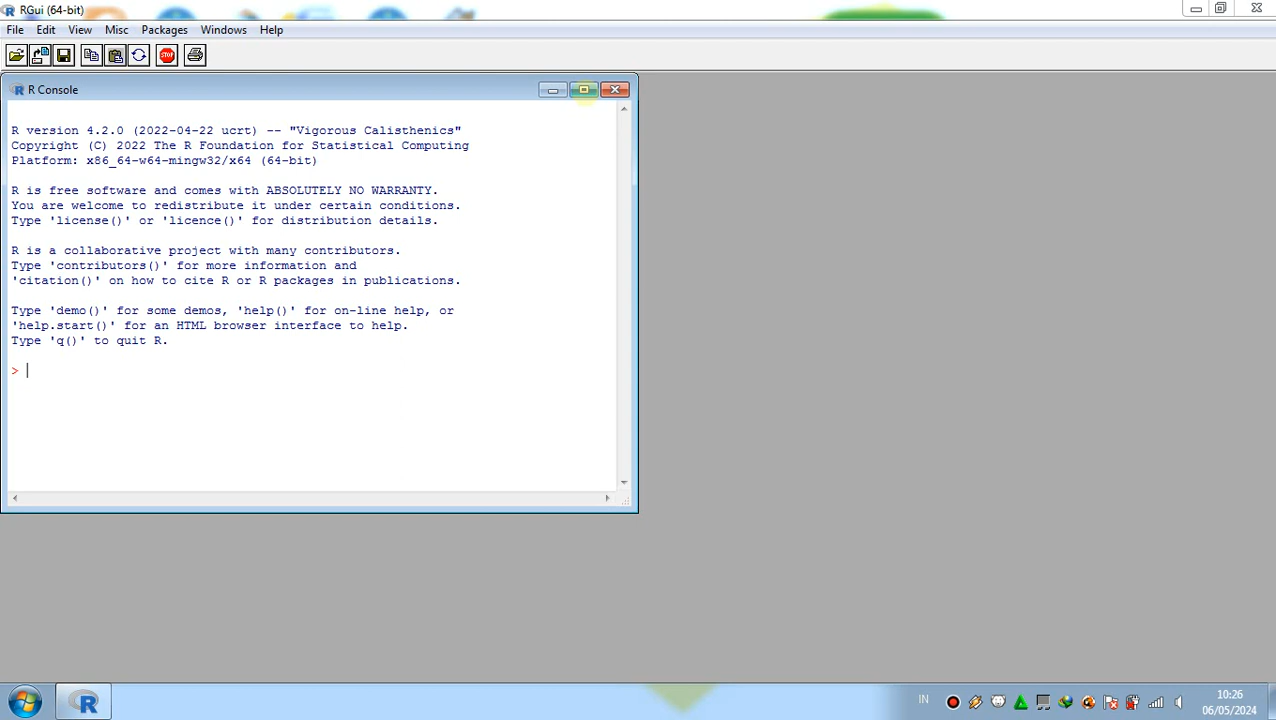 RGui (64-bit)
File Edit View Misc Packages Windows Help
STOP
R Console
R version 4.2.0 (2022-04-22 ucrt) -- "Vigorous Calisthenics"
Copyright (C) 2022 The R Foundation for Statistical Computing
Platform: x86_64-w64-mingw32/x64 (64-bit)
R is free software and comes with ABSOLUTELY NO WARRANTY.
You are welcome to redistribute it under certain conditions.
Type 'license()' or 'licence()' for distribution details.
R is a collaborative project with many contributors.
Type 'contributors()' for more information and
'citation()' on how to cite R or R packages in publications.
Type 'demo()' for some demos, 'help()' for on-line help, or
'help.start()' for an HTML browser interface to help.
Type 'q()' to quit R.
>
IN
10:26
06/05/2024